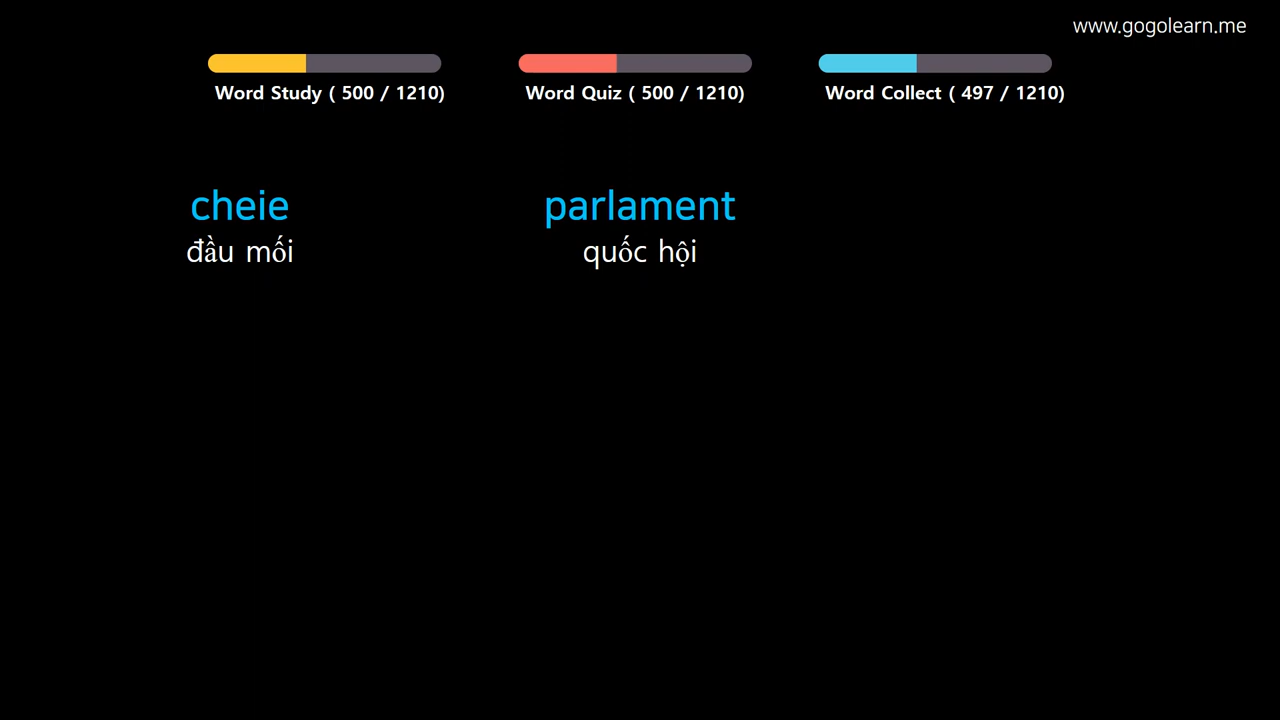 www.gogolearn.me
Word Study ( 500 / 1210)
Word Quiz ( 500 / 1210)
Word Collect ( 497 / 1210)
cheie
đầu mối
parlament
quốc hội